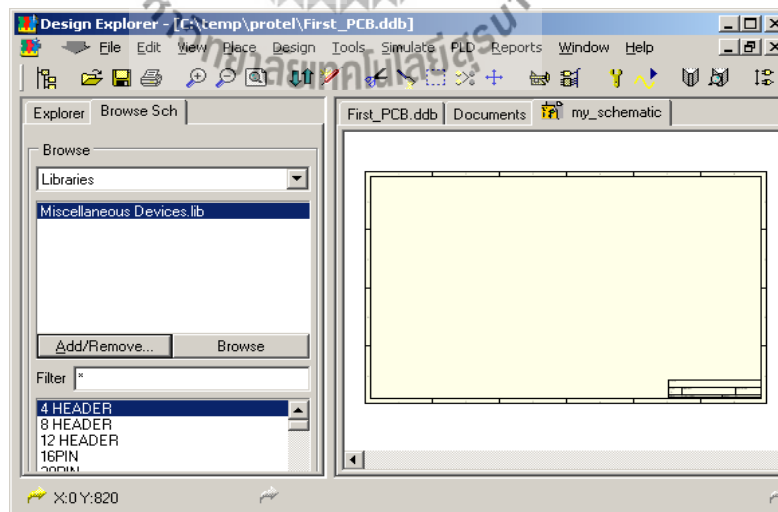 Design Explorer - [C:\temp\protel\First_PCB.ddb]
File Edit View Place Design Tools Simulate PLD Reports Window Help
Explorer Browse Sch
First_PCB.ddb Documents my_schematic
Browse
Libraries
Miscellaneous Devices.lib
Add/Remove... Browse
Filter *
4 HEADER
8 HEADER
12 HEADER
16PIN
X:0 Y:820